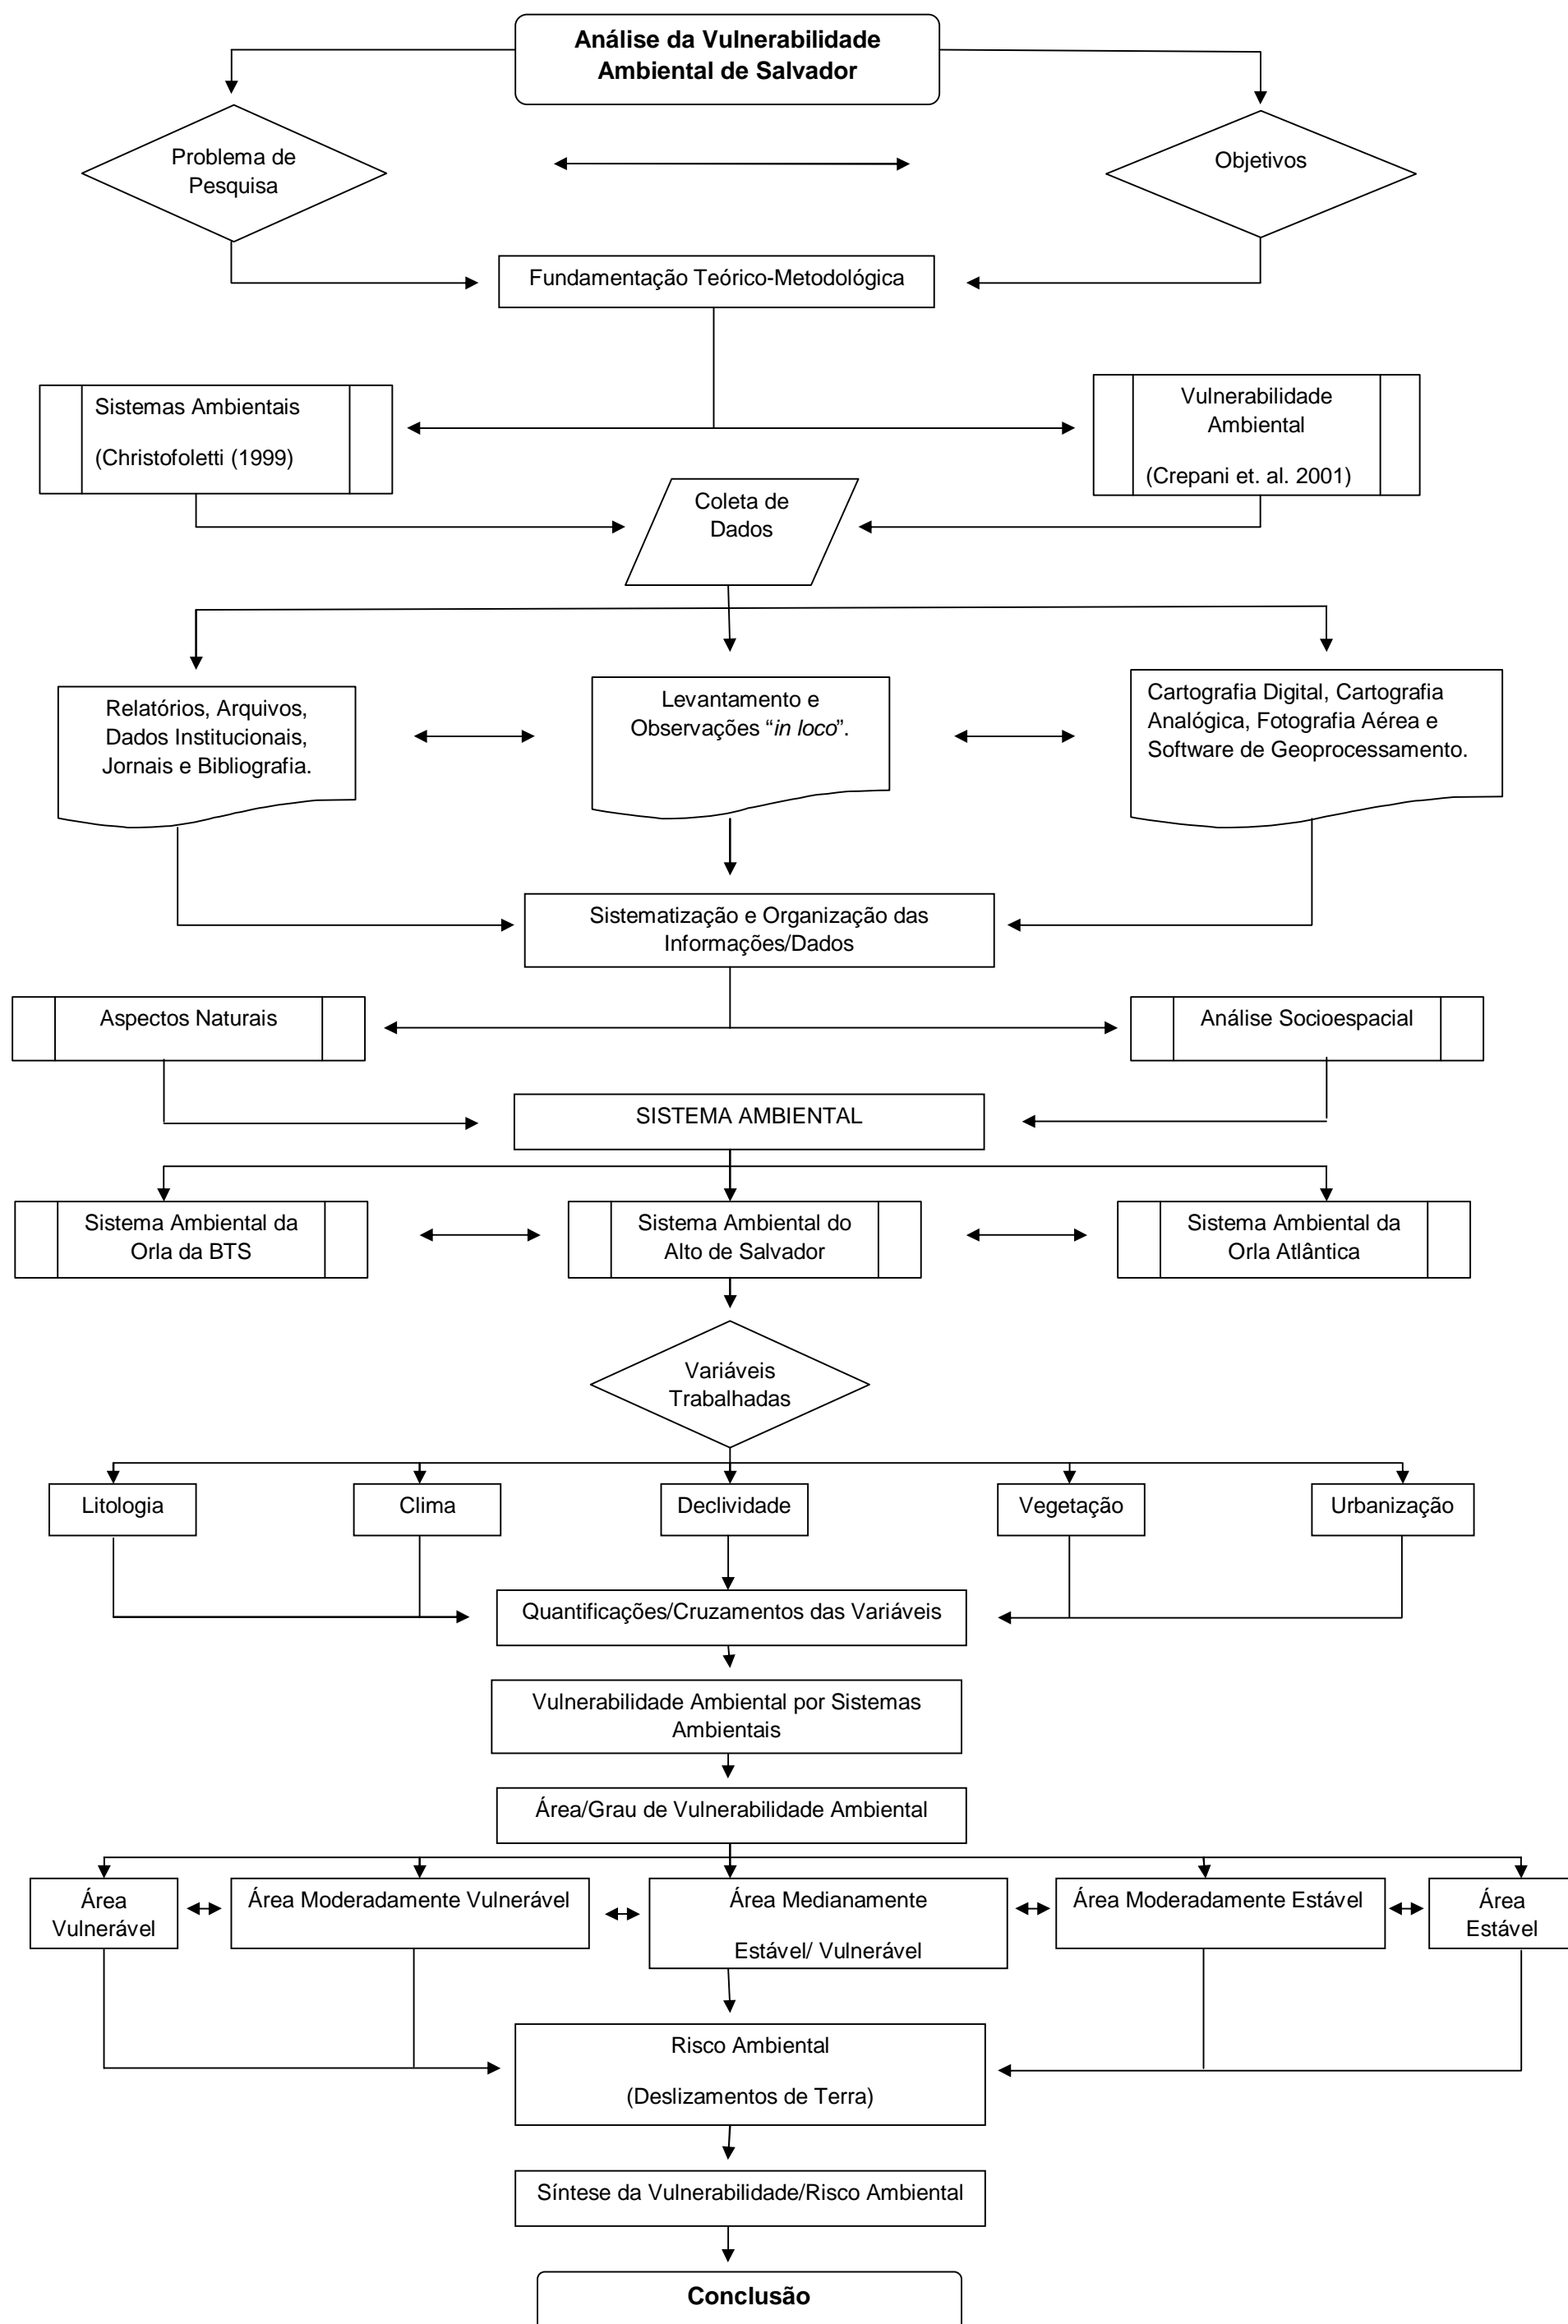 Análise da Vulnerabilidade
Ambiental de Salvador
Problema de
Pesquisa
Objetivos
Fundamentação Teórico-Metodológica
Sistemas Ambientais
(Christofoletti (1999)
Vulnerabilidade
Ambiental
(Crepani et. al. 2001)
Coleta de
Dados
Relatórios, Arquivos,
Dados Institucionais,
Jornais e Bibliografia.
Levantamento e
Observações “in loco”.
Cartografia Digital, Cartografia
Analógica, Fotografia Aérea e
Software de Geoprocessamento.
Sistematização e Organização das
Informações/Dados
Aspectos Naturais
Análise Socioespacial
SISTEMA AMBIENTAL
Sistema Ambiental da
Orla da BTS
Sistema Ambiental do
Alto de Salvador
Sistema Ambiental da
Orla Atlântica
Variáveis
Trabalhadas
Litologia
Clima
Declividade
Vegetação
Urbanização
Quantificações/Cruzamentos das Variáveis
Vulnerabilidade Ambiental por Sistemas
Ambientais
Área/Grau de Vulnerabilidade Ambiental
Área
Vulnerável
Área Moderadamente Vulnerável
Área Medianamente
Estável/ Vulnerável
Área Moderadamente Estável
Área
Estável
Risco Ambiental
(Deslizamentos de Terra)
Síntese da Vulnerabilidade/Risco Ambiental
Conclusão